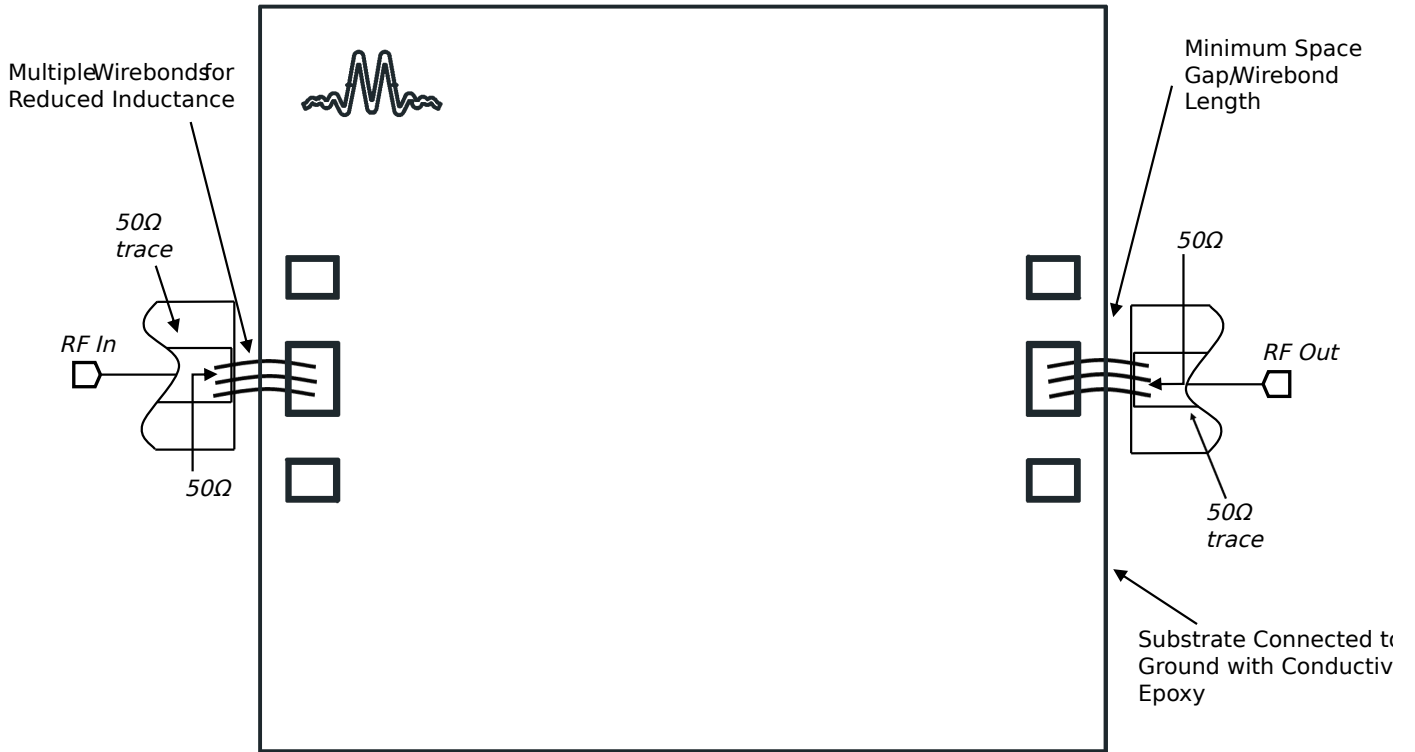 Multiple Wirebonds for
Reduced Inductance
Minimum Space
Gap/Wirebond
Length
50Ω
trace
50Ω
RF In
RF Out
50Ω
50Ω
trace
Substrate Connected to
Ground with Conductiv
Epoxy